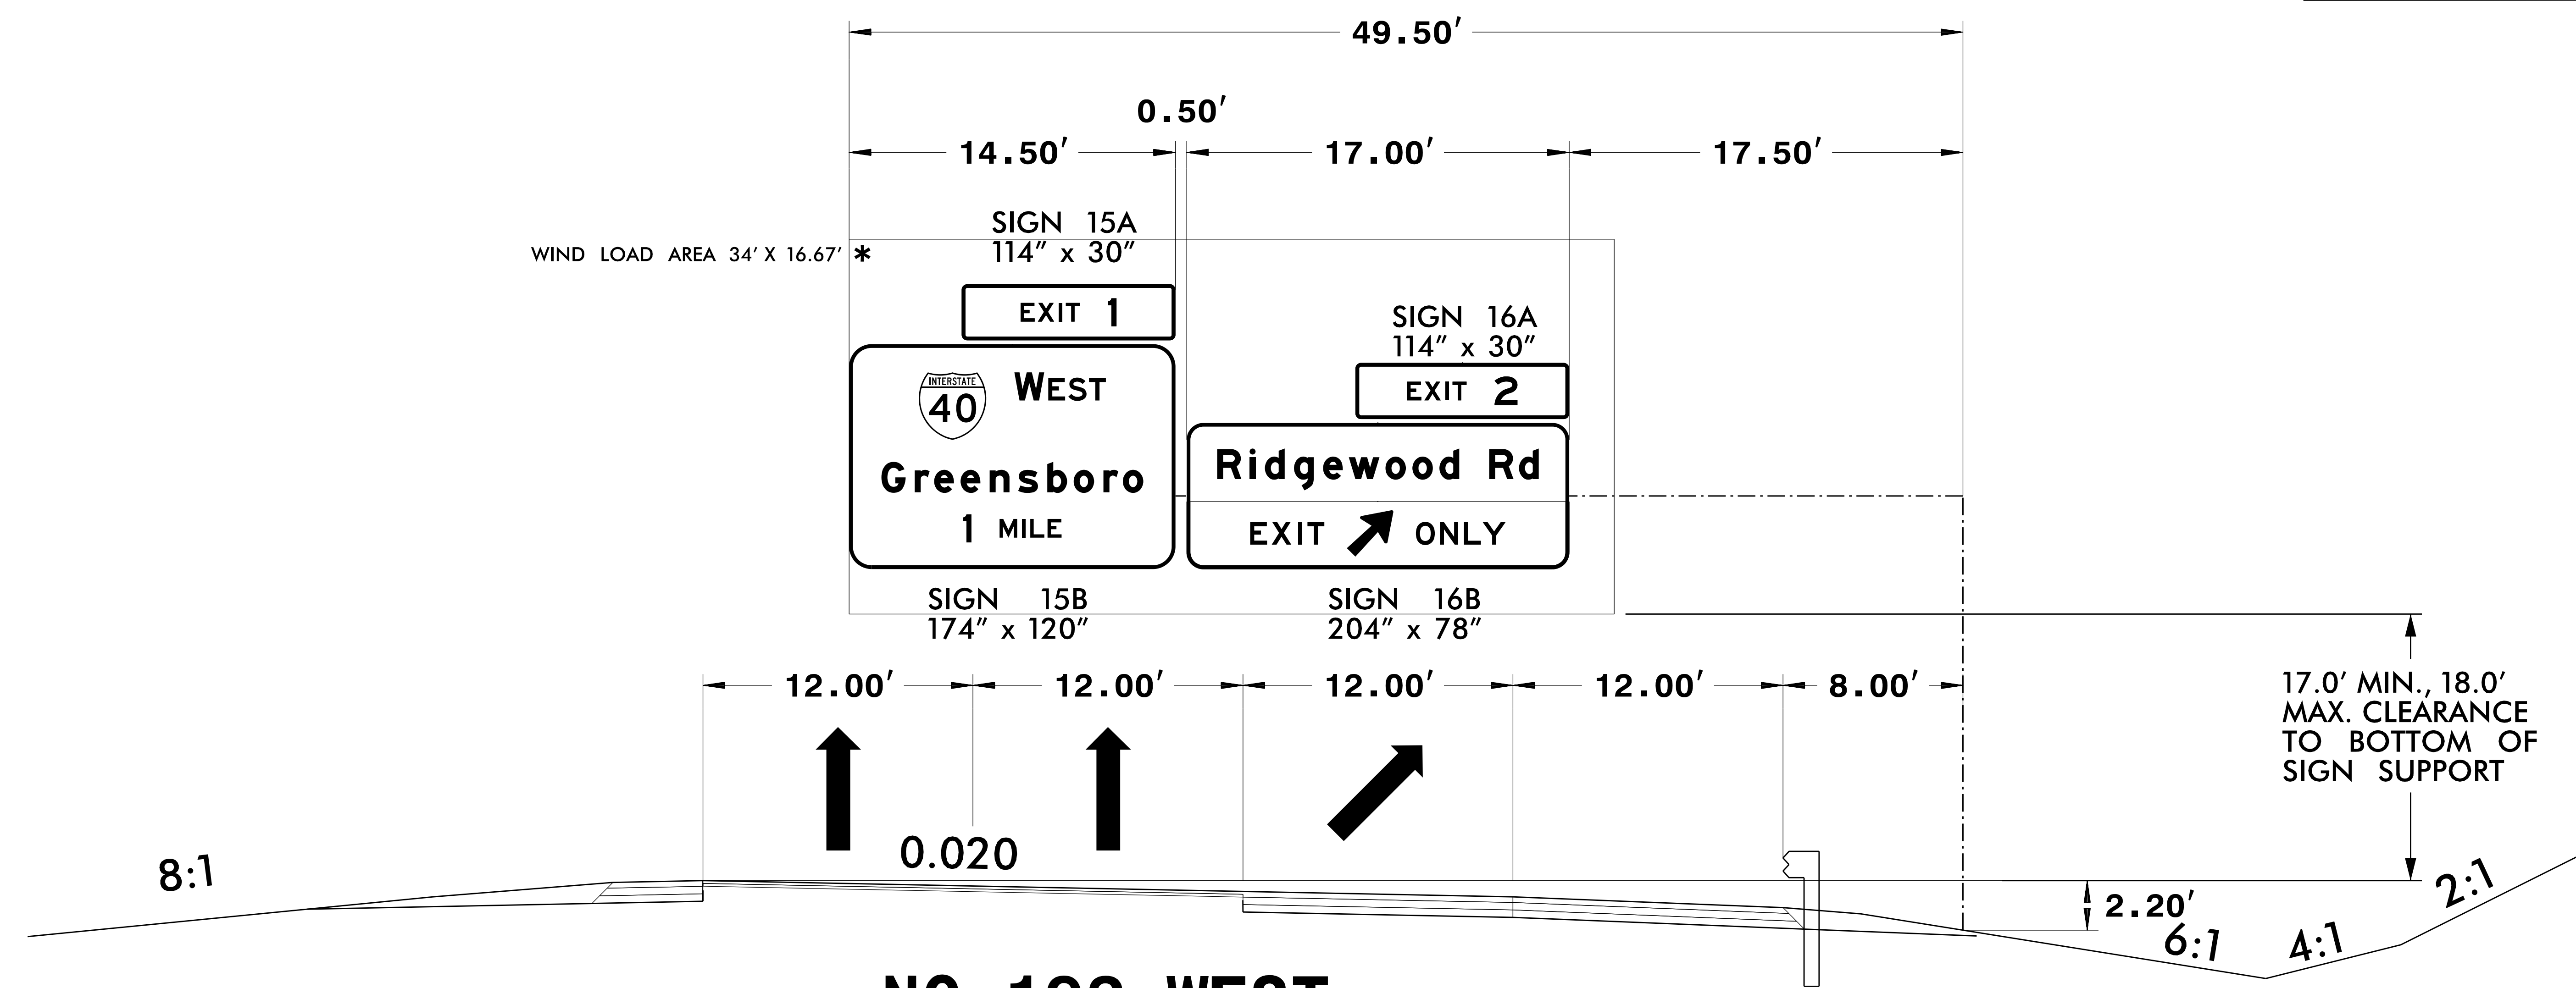 49.50'
0.50'
14.50' 17.00' 17.50'
SIGN 15A
114" x 30"
WIND LOAD AREA 34' X 16.67' *
EXIT 1
SIGN 16A
114" x 30"
EXIT 2
INTERSTATE
40
WEST
Greensboro
1 MILE
Ridgewood Rd
EXIT ONLY
SIGN 15B
174" x 120"
SIGN 16B
204" x 78"
12.00' 12.00' 12.00' 12.00' 8.00'
17.0' MIN., 18.0'
MAX. CLEARANCE
TO BOTTOM OF
SIGN SUPPORT
0.020
8:1
2.20'
6:1
4:1
2:1
WEST